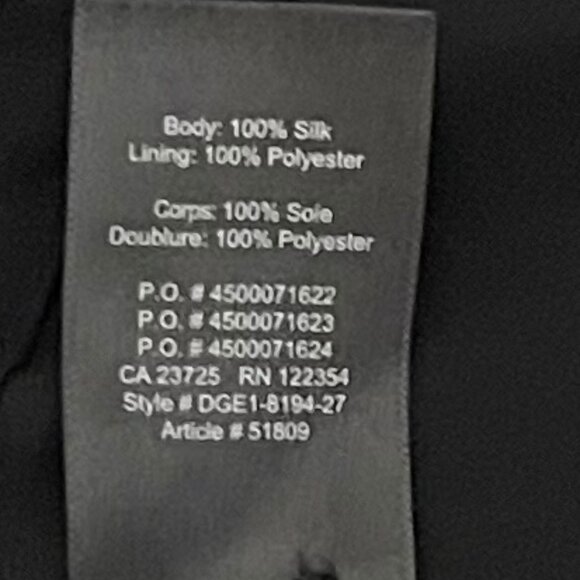 Body: 100% Silk
Lining: 100% Polyester
Corps: 100% Soie
Doublure: 100% Polyester
P.O. # 4500071622
P.O. # 4500071623
P.O. # 4500071624
CA 23725 RN 122354
Style # DGE1-8194-27
Article # 51809